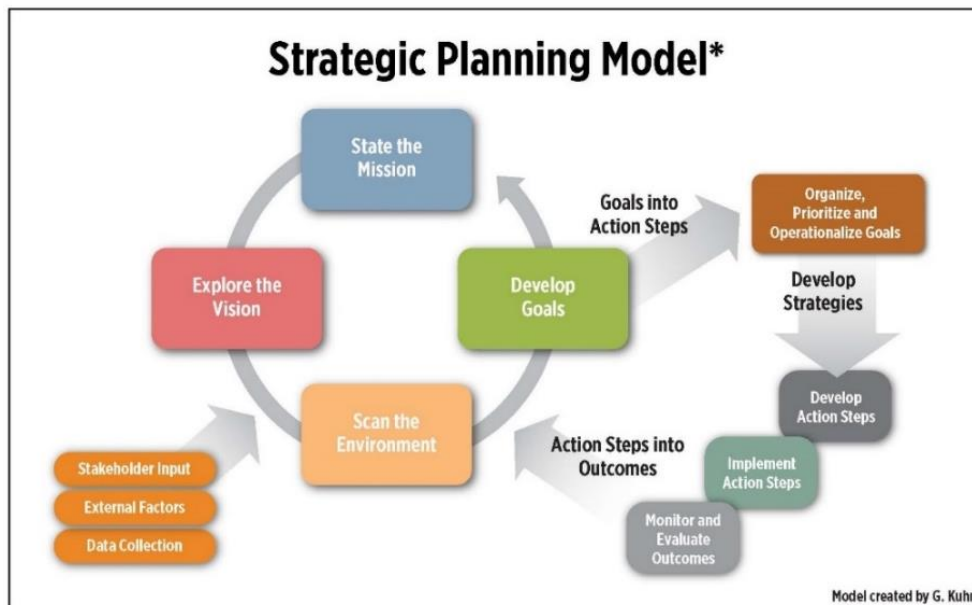 Strategic Planning Model*
State the
Mission
Explore the
Vision
Develop
Goals
Scan the
Environment
Stakeholder Input
External Factors
Data Collection
Goals into
Action Steps
Organize,
Prioritize and
Operationalize Goals
Develop
Strategies
Develop
Action Steps
Implement
Action Steps
Monitor and
Evaluate
Outcomes
Action Steps into
Outcomes
Model created by G. Kuhn